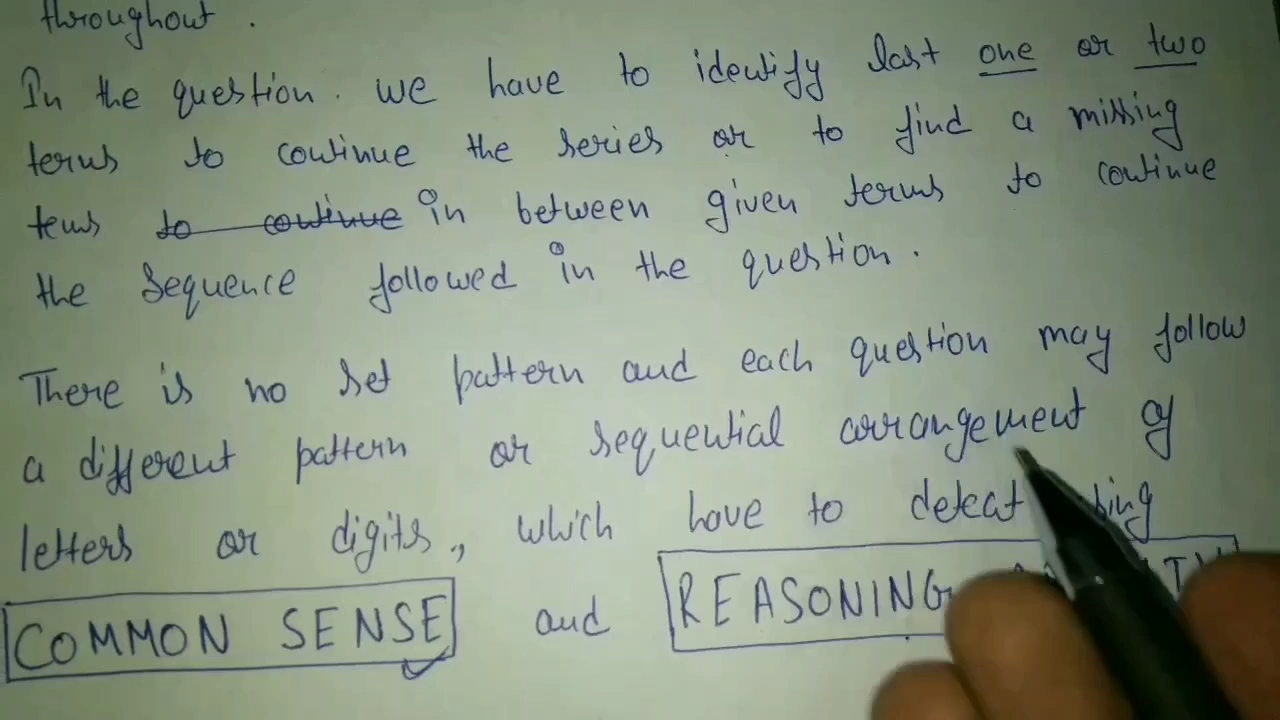 throughout.
In the question. we have to identify last one or two
terms to continue the series or to find a missing
tems to continue in between given terms to continue
the sequence followed in the question.
There is no set pattern and each question may follow
a different pattern or sequential arrangement of
letters or digits, which have to detect
COMMON SENSE and REASONING